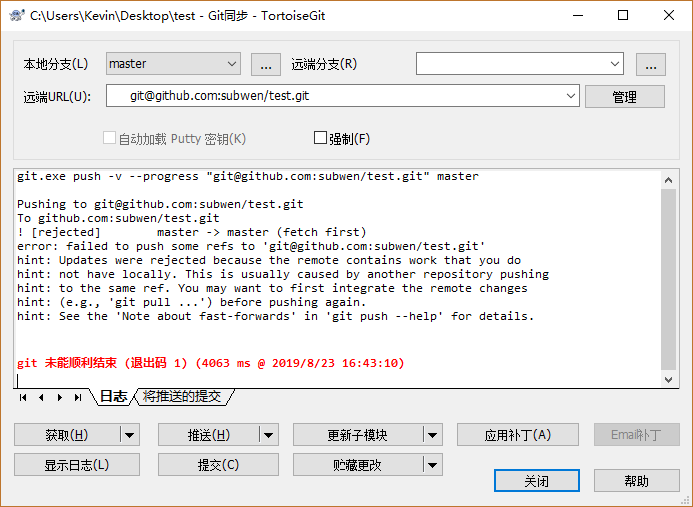 C:\Users\Kevin\Desktop\test - Git同步 - TortoiseGit
本地分支(L) master ... 远端分支(R) ...
远端URL(U): git@github.com:subwen/test.git 管理
自动加载 Putty 密钥(K) 强制(F)
git.exe push -v --progress "git@github.com:subwen/test.git" master
Pushing to git@github.com:subwen/test.git
To github.com:subwen/test.git
! [rejected] master -> master (fetch first)
error: failed to push some refs to 'git@github.com:subwen/test.git'
hint: Updates were rejected because the remote contains work that you do
hint: not have locally. This is usually caused by another repository pushing
hint: to the same ref. You may want to first integrate the remote changes
hint: (e.g., 'git pull ...') before pushing again.
hint: See the 'Note about fast-forwards' in 'git push --help' for details.
git 未能顺利结束 (退出码 1) (4063 ms @ 2019/8/23 16:43:10)
日志 将推送的提交
获取(H) 推送(H) 更新子模块 应用补丁(A) Email补丁
显示日志(L) 提交(C) 贮藏更改
关闭 帮助